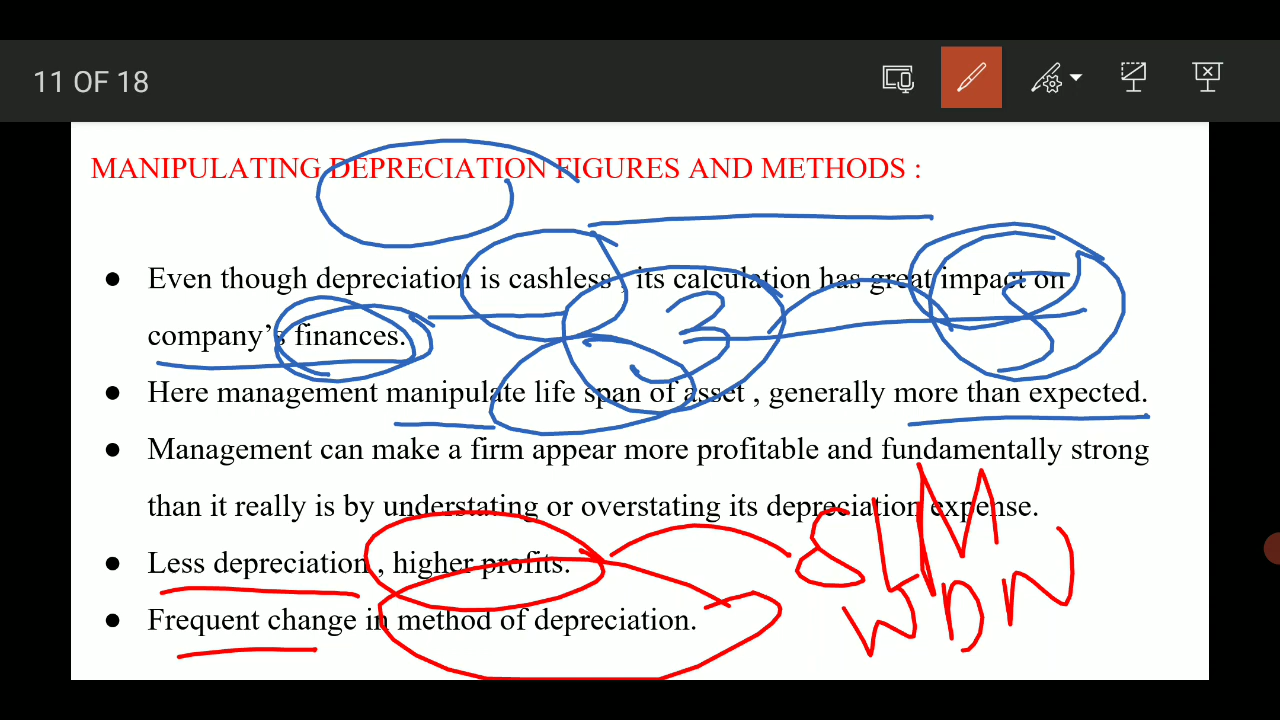 11 OF 18
MANIPULATING DEPRECIATION FIGURES AND METHODS :
● Even though depreciation is cashless , its calculation has great impact on
company's finances.
3
8
● Here management manipulate life span of asset , generally more than expected.
● Management can make a firm appear more profitable and fundamentally strong
than it really is by understating or overstating its depreciation expense.
● Less depreciation , higher profits.
SLM
● Frequent change in method of depreciation.